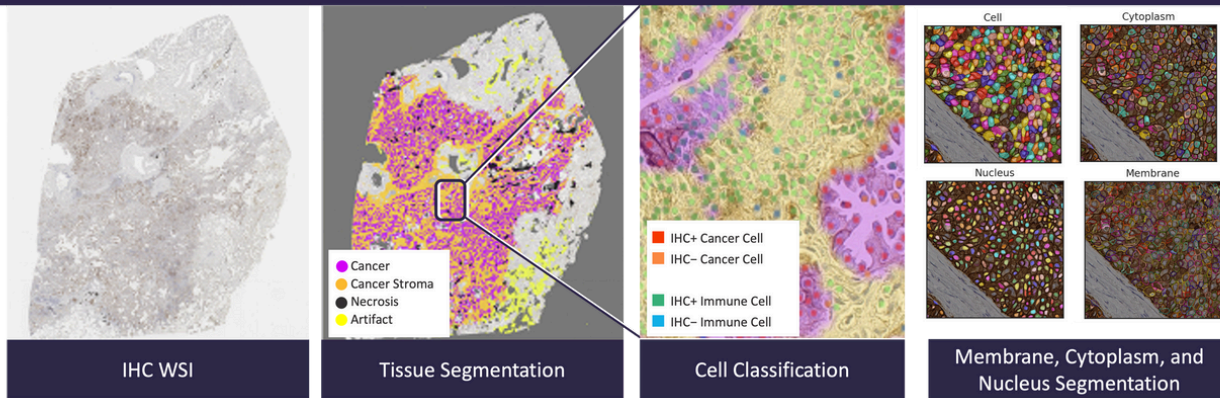 Cancer
Cancer Stroma
Necrosis
Artifact
IHC+ Cancer Cell
IHC− Cancer Cell
IHC+ Immune Cell
IHC− Immune Cell
Cell
Cytoplasm
Nucleus
Membrane
IHC WSI
Tissue Segmentation
Cell Classification
Membrane, Cytoplasm, and
Nucleus Segmentation